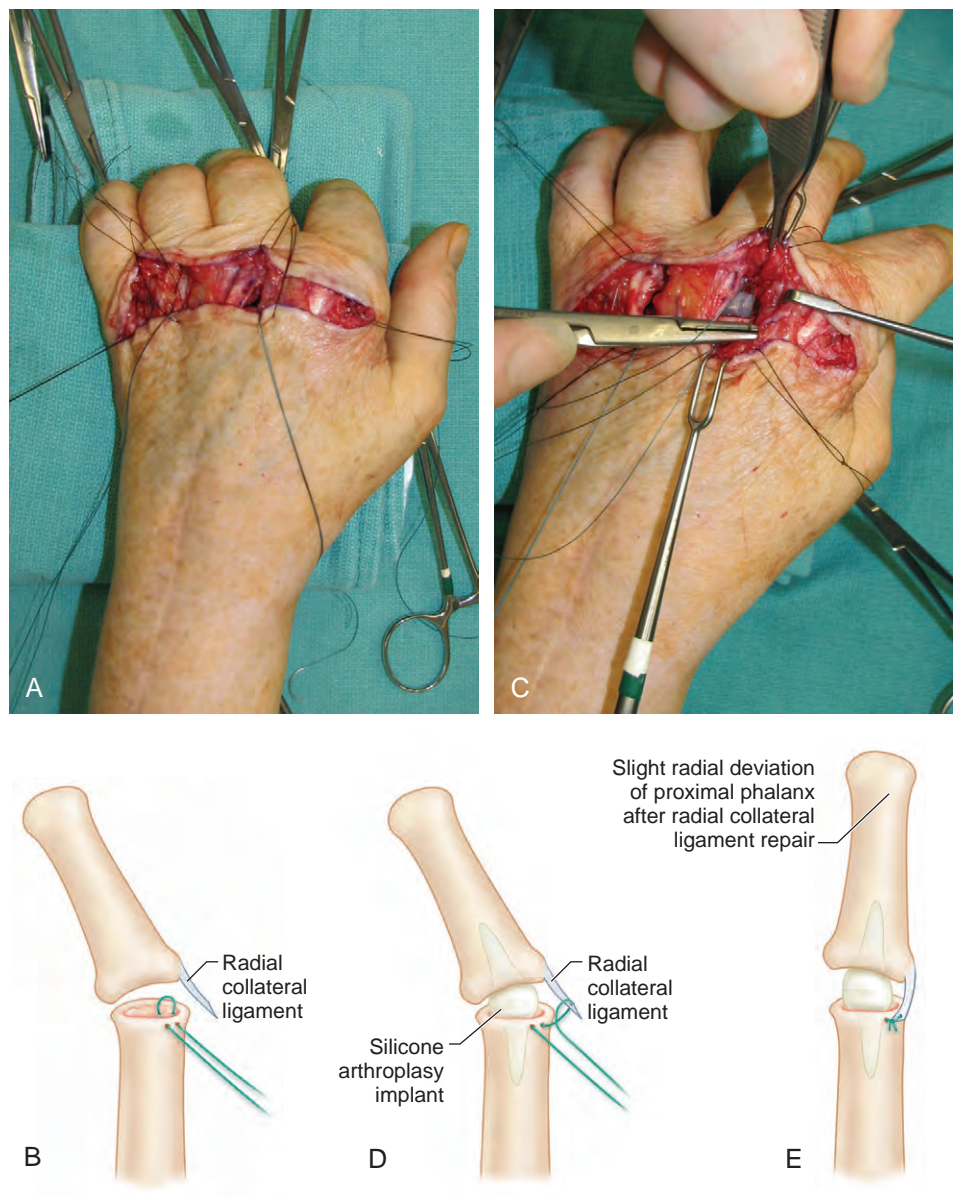 A
C
Radial
collateral
ligament
B
Radial
collateral
ligament
Silicone
arthroplasy
implant
D
Slight radial deviation
of proximal phalanx
after radial collateral
ligament repair
E